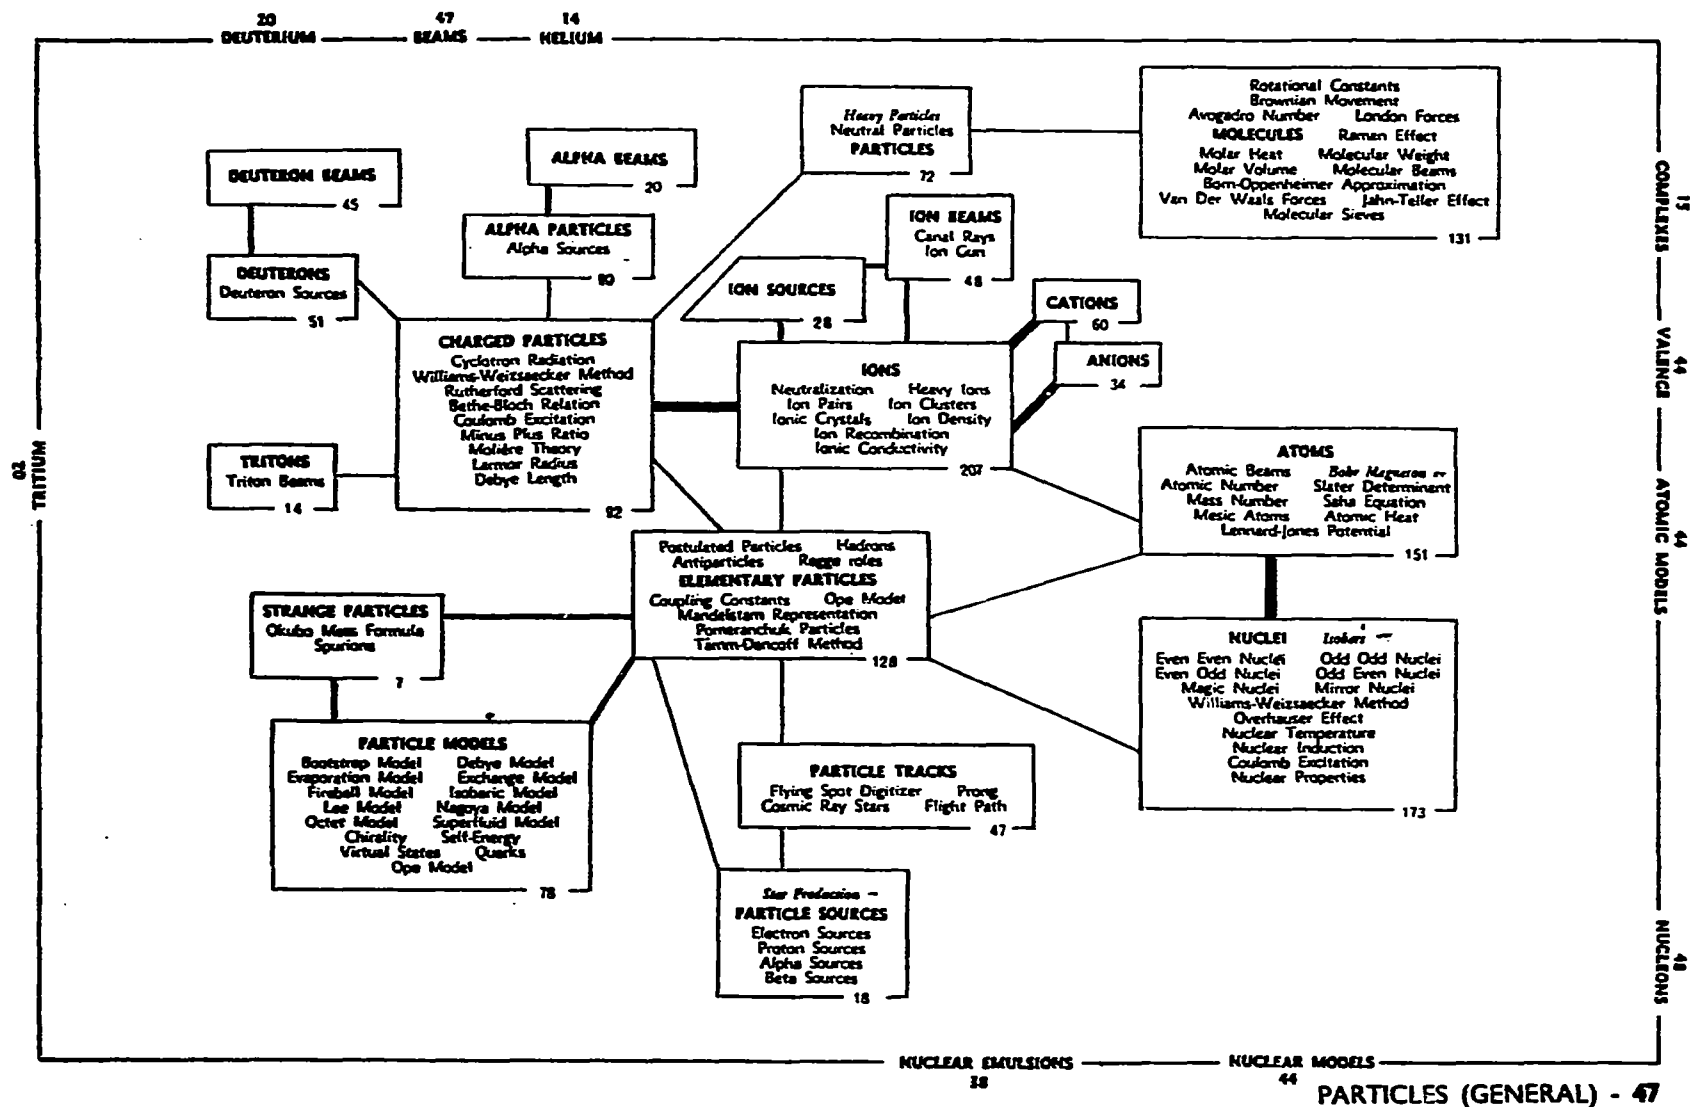 20 47 14
DEUTERIUM BEAMS HELIUM
Heavy Particles
Neutral Particles
PARTICLES
72
Rotational Constants
Brownian Movement
Avogadro Number London Forces
MOLECULES Raman Effect
Molar Heat Molecular Weight
Molar Volume Molecular Beams
Born-Oppenheimer Approximation
Van Der Waals Forces Jahn-Teller Effect
Molecular Sieves
131
DEUTERON BEAMS
45
ALPHA BEAMS
20
ALPHA PARTICLES
Alpha Sources
DEUTERONS
Deuteron Sources
51
ION BEAMS
Canal Rays
Ion Gun
48
ION SOURCES
28
CATIONS
60
ANIONS
34
CHARGED PARTICLES
Cyclotron Radiation
Williams-Weizsaecker Method
Rutherford Scattering
Bethe-Bloch Relation
Coulomb Excitation
Minus Plus Ratio
Molière Theory
Larmor Radius
Debye Length
92
IONS
Neutralization Heavy Ions
Ion Pairs Ion Clusters
Ionic Crystals Ion Density
Ion Recombination
Ionic Conductivity
207
TRITONS
Triton Beams
14
20
TRITIUM
ATOMS
Atomic Beams Bohr Magneton
Atomic Number Slater Determinant
Mass Number Saha Equation
Mesic Atoms Atomic Heat
Lennard-Jones Potential
151
Postulated Particles Hadrons
Antiparticles Regge Poles
ELEMENTARY PARTICLES
Coupling Constants Ope Model
Mandelstam Representation
Pomeranchuk Particles
Tamm-Dancoff Method
128
STRANGE PARTICLES
Okubo Mass Formula
Spurions
7
NUCLEI Isobars
Even Even Nuclei Odd Odd Nuclei
Even Odd Nuclei Odd Even Nuclei
Magic Nuclei Mirror Nuclei
Williams-Weizsaecker Method
Overhauser Effect
Nuclear Temperature
Nuclear Induction
Coulomb Excitation
Nuclear Properties
173
PARTICLE MODELS
Bootstrap Model Debye Model
Evaporation Model Exchange Model
Fireball Model Isobaric Model
Lee Model Nagoya Model
Octet Model Superfluid Model
Chirality Self-Energy
Virtual States Quarks
Ope Model
78
PARTICLE TRACKS
Flying Spot Digitizer Prong
Cosmic Ray Stars Flight Path
47
Star Production
PARTICLE SOURCES
Electron Sources
Proton Sources
Alpha Sources
Beta Sources
18
15
COMPLEXES
44
VALENCE
44
ATOMIC MODELS
48
NUCLEONS
NUCLEAR EMULSIONS NUCLEAR MODELS
38 44
PARTICLES (GENERAL) - 47